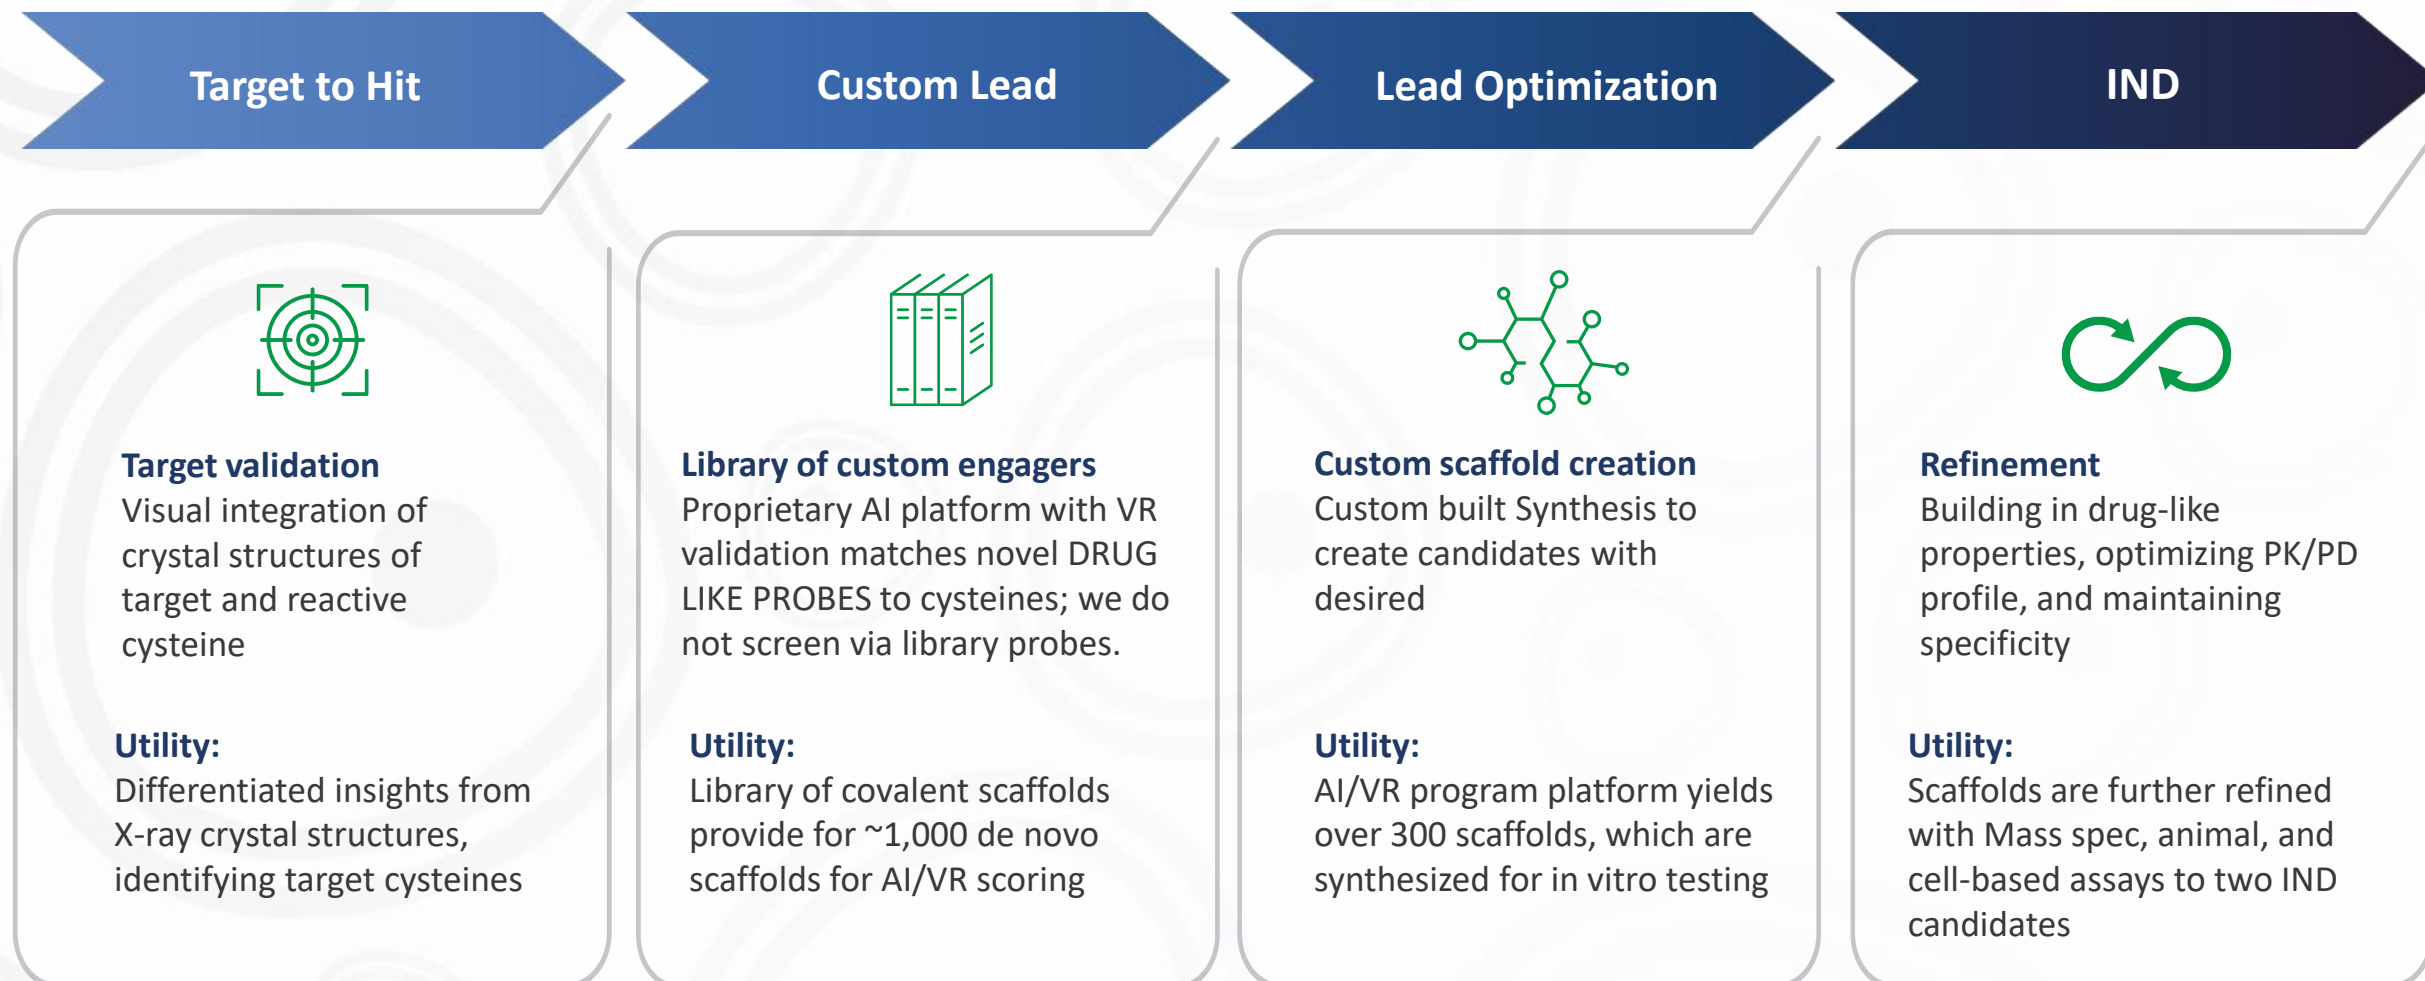 Target to Hit
Custom Lead
Lead Optimization
IND
Target validation
Visual integration of
crystal structures of
target and reactive
cysteine
Utility:
Differentiated insights from
X-ray crystal structures,
identifying target cysteines
Library of custom engagers
Proprietary AI platform with VR
validation matches novel DRUG
LIKE PROBES to cysteines; we do
not screen via library probes.
Utility:
Library of covalent scaffolds
provide for ~1,000 de novo
scaffolds for AI/VR scoring
Custom scaffold creation
Custom built Synthesis to
create candidates with
desired
Utility:
AI/VR program platform yields
over 300 scaffolds, which are
synthesized for in vitro testing
Refinement
Building in drug-like
properties, optimizing PK/PD
profile, and maintaining
specificity
Utility:
Scaffolds are further refined
with Mass spec, animal, and
cell-based assays to two IND
candidates